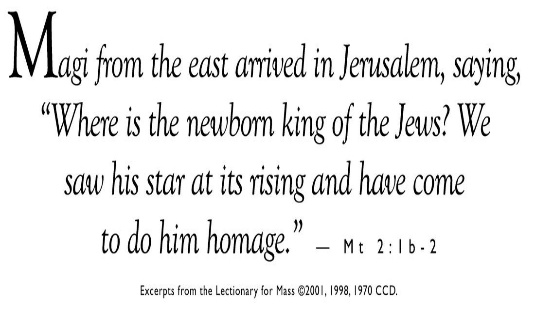 Magi from the east arrived in Jerusalem, saying,
“Where is the newborn king of the Jews? We
saw his star at its rising and have come
to do him homage.” — Mt 2:1b-2
Excerpts from the Lectionary for Mass ©2001, 1998, 1970 CCD.